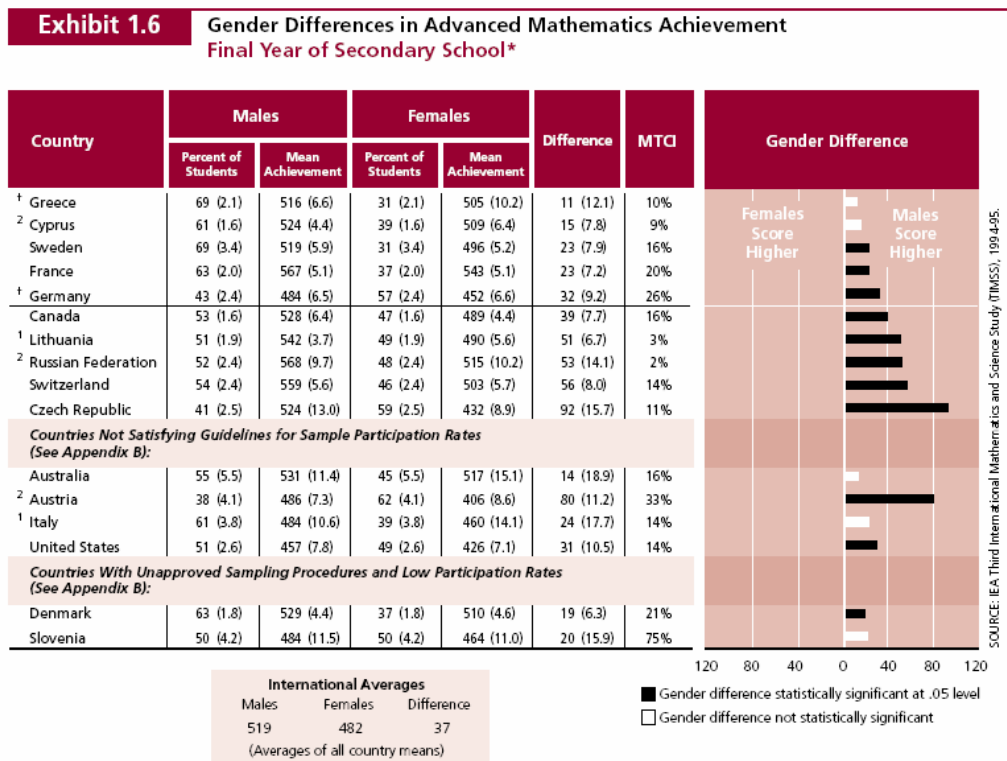 Exhibit 1.6
Gender Differences in Advanced Mathematics Achievement
Final Year of Secondary School*
Country
Males
Females
Difference
MTCI
Gender Difference
Percent of Students
Mean Achievement
Percent of Students
Mean Achievement
† Greece 69 (2.1) 516 (6.6) 31 (2.1) 505 (10.2) 11 (12.1) 10%
2 Cyprus 61 (1.6) 524 (4.4) 39 (1.6) 509 (6.4) 15 (7.8) 9%
Sweden 69 (3.4) 519 (5.9) 31 (3.4) 496 (5.2) 23 (7.9) 16%
France 63 (2.0) 567 (5.1) 37 (2.0) 543 (5.1) 23 (7.2) 20%
† Germany 43 (2.4) 484 (6.5) 57 (2.4) 452 (6.6) 32 (9.2) 26%
Canada 53 (1.6) 528 (6.4) 47 (1.6) 489 (4.4) 39 (7.7) 16%
1 Lithuania 51 (1.9) 542 (3.7) 49 (1.9) 490 (5.6) 51 (6.7) 3%
2 Russian Federation 52 (2.4) 568 (9.7) 48 (2.4) 515 (10.2) 53 (14.1) 2%
Switzerland 54 (2.4) 559 (5.6) 46 (2.4) 503 (5.7) 56 (8.0) 14%
Czech Republic 41 (2.5) 524 (13.0) 59 (2.5) 432 (8.9) 92 (15.7) 11%
Countries Not Satisfying Guidelines for Sample Participation Rates
(See Appendix B):
Australia 55 (5.5) 531 (11.4) 45 (5.5) 517 (15.1) 14 (18.9) 16%
2 Austria 38 (4.1) 486 (7.3) 62 (4.1) 406 (8.6) 80 (11.2) 33%
1 Italy 61 (3.8) 484 (10.6) 39 (3.8) 460 (14.1) 24 (17.7) 14%
United States 51 (2.6) 457 (7.8) 49 (2.6) 426 (7.1) 31 (10.5) 14%
Countries With Unapproved Sampling Procedures and Low Participation Rates
(See Appendix B):
Denmark 63 (1.8) 529 (4.4) 37 (1.8) 510 (4.6) 19 (6.3) 21%
Slovenia 50 (4.2) 484 (11.5) 50 (4.2) 464 (11.0) 20 (15.9) 75%
Females
Score
Higher
Males
Score
Higher
120 80 40 0 40 80 120
Gender difference statistically significant at .05 level
Gender difference not statistically significant
International Averages
Males Females Difference
519 482 37
(Averages of all country means)
SOURCE: IEA Third International Mathematics and Science Study (TIMSS), 1994-95.